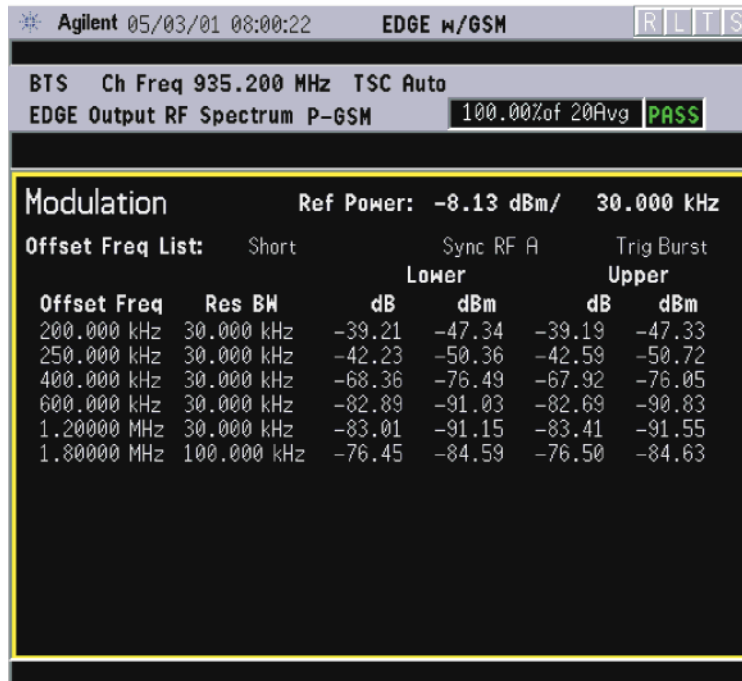 Agilent 05/03/01 08:00:22 EDGE w/GSM R L T S
BTS Ch Freq 935.200 MHz TSC Auto
EDGE Output RF Spectrum P-GSM 100.00%of 20Avg PASS
Modulation Ref Power: -8.13 dBm/ 30.000 kHz
Offset Freq List: Short Sync RF A Trig Burst
Lower Upper
Offset Freq Res BW dB dBm dB dBm
200.000 kHz 30.000 kHz -39.21 -47.34 -39.19 -47.33
250.000 kHz 30.000 kHz -42.23 -50.36 -42.59 -50.72
400.000 kHz 30.000 kHz -68.36 -76.49 -67.92 -76.05
600.000 kHz 30.000 kHz -82.89 -91.03 -82.69 -90.83
1.20000 MHz 30.000 kHz -83.01 -91.15 -83.41 -91.55
1.80000 MHz 100.000 kHz -76.45 -84.59 -76.50 -84.63